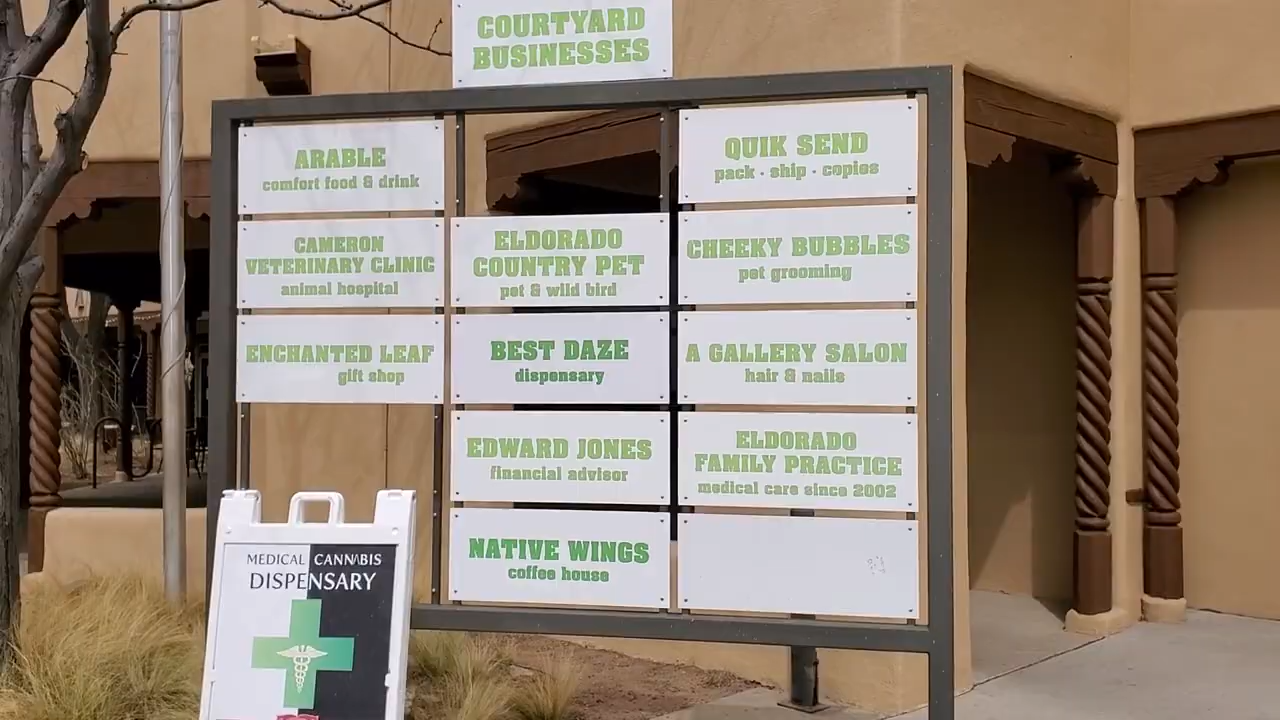 COURTYARD
BUSINESSES
ARABLE
comfort food & drink
CAMERON
VETERINARY CLINIC
animal hospital
ENCHANTED LEAF
gift shop
ELDORADO
COUNTRY PET
pet & wild bird
BEST DAZE
dispensary
EDWARD JONES
financial advisor
NATIVE WINGS
coffee house
QUIK SEND
pack · ship · copies
CHEEKY BUBBLES
pet grooming
A GALLERY SALON
hair & nails
ELDORADO
FAMILY PRACTICE
medical care since 2002
MEDICAL CANNABIS
DISPENSARY